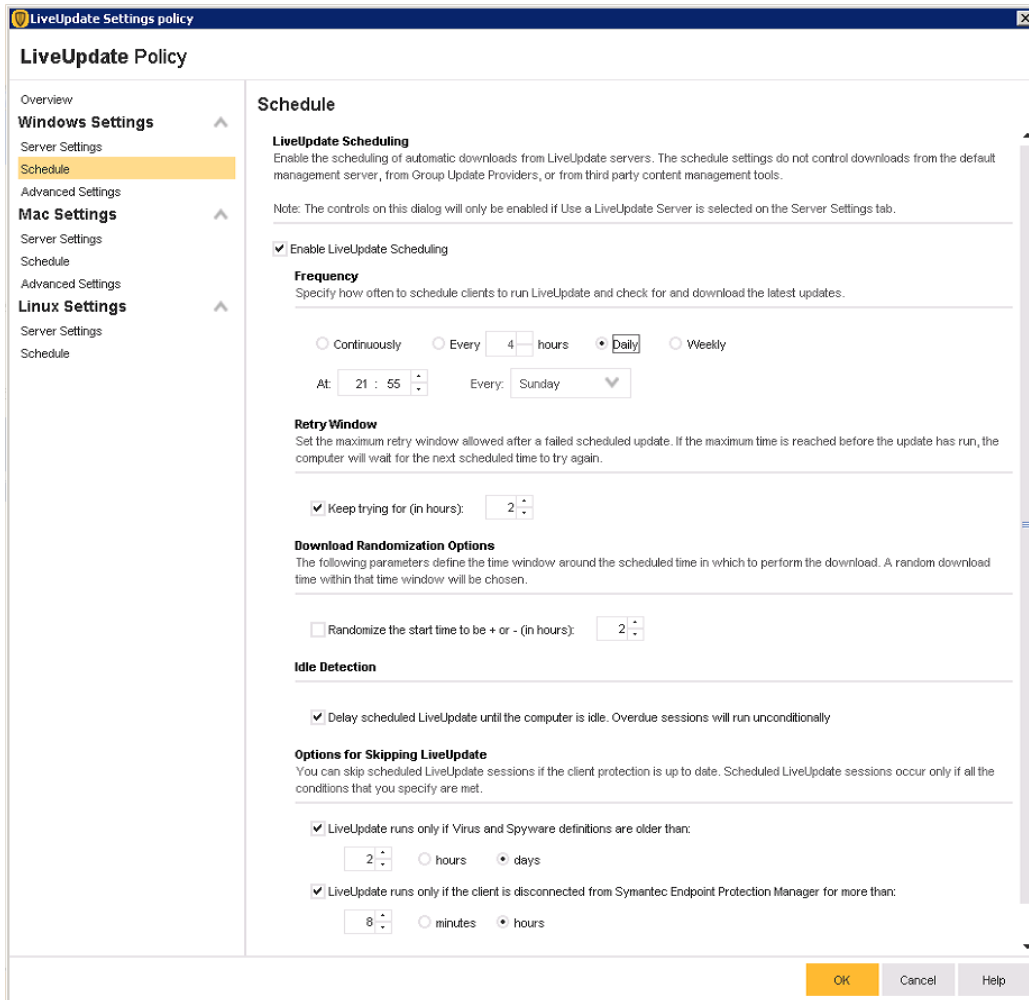 LiveUpdate Settings policy
LiveUpdate Policy
Overview
Windows Settings
Server Settings
Schedule
Advanced Settings
Mac Settings
Server Settings
Schedule
Advanced Settings
Linux Settings
Server Settings
Schedule
Schedule
LiveUpdate Scheduling
Enable the scheduling of automatic downloads from LiveUpdate servers. The schedule settings do not control downloads from the default
management server, from Group Update Providers, or from third party content management tools.
Note: The controls on this dialog will only be enabled if Use a LiveUpdate Server is selected on the Server Settings tab.
Enable LiveUpdate Scheduling
Frequency
Specify how often to schedule clients to run LiveUpdate and check for and download the latest updates.
Continuously Every 4 hours Daily Weekly
At: 21 : 55 Every: Sunday
Retry Window
Set the maximum retry window allowed after a failed scheduled update. If the maximum time is reached before the update has run, the
computer will wait for the next scheduled time to try again.
Keep trying for (in hours): 2
Download Randomization Options
The following parameters define the time window around the scheduled time in which to perform the download. A random download
time within that time window will be chosen.
Randomize the start time to be + or - (in hours): 2
Idle Detection
Delay scheduled LiveUpdate until the computer is idle. Overdue sessions will run unconditionally
Options for Skipping LiveUpdate
You can skip scheduled LiveUpdate sessions if the client protection is up to date. Scheduled LiveUpdate sessions occur only if all the
conditions that you specify are met.
LiveUpdate runs only if Virus and Spyware definitions are older than:
2 hours days
LiveUpdate runs only if the client is disconnected from Symantec Endpoint Protection Manager for more than:
8 minutes hours
OK Cancel Help